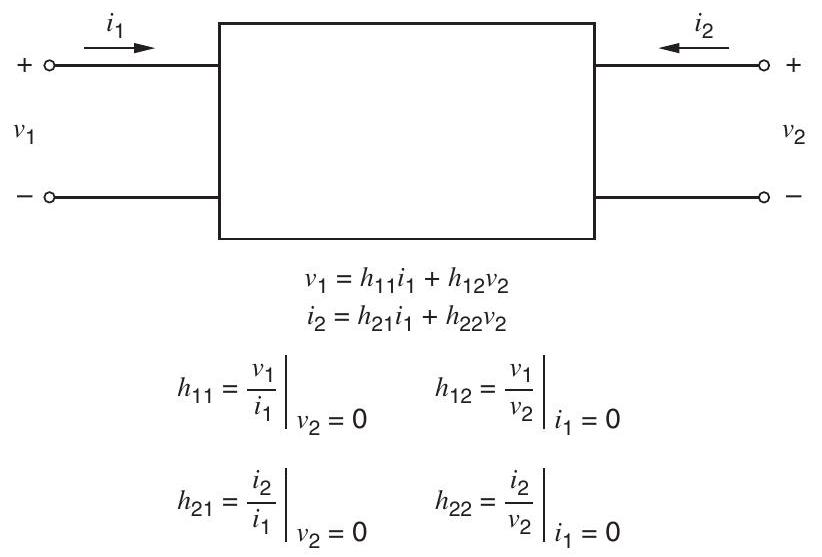 i₁ i₂
+ +
v₁ v₂
− −
v₁ = h₁₁i₁ + h₁₂v₂
i₂ = h₂₁i₁ + h₂₂v₂
h₁₁ = v₁/i₁ | v₂ = 0 h₁₂ = v₁/v₂ | i₁ = 0
h₂₁ = i₂/i₁ | v₂ = 0 h₂₂ = i₂/v₂ | i₁ = 0